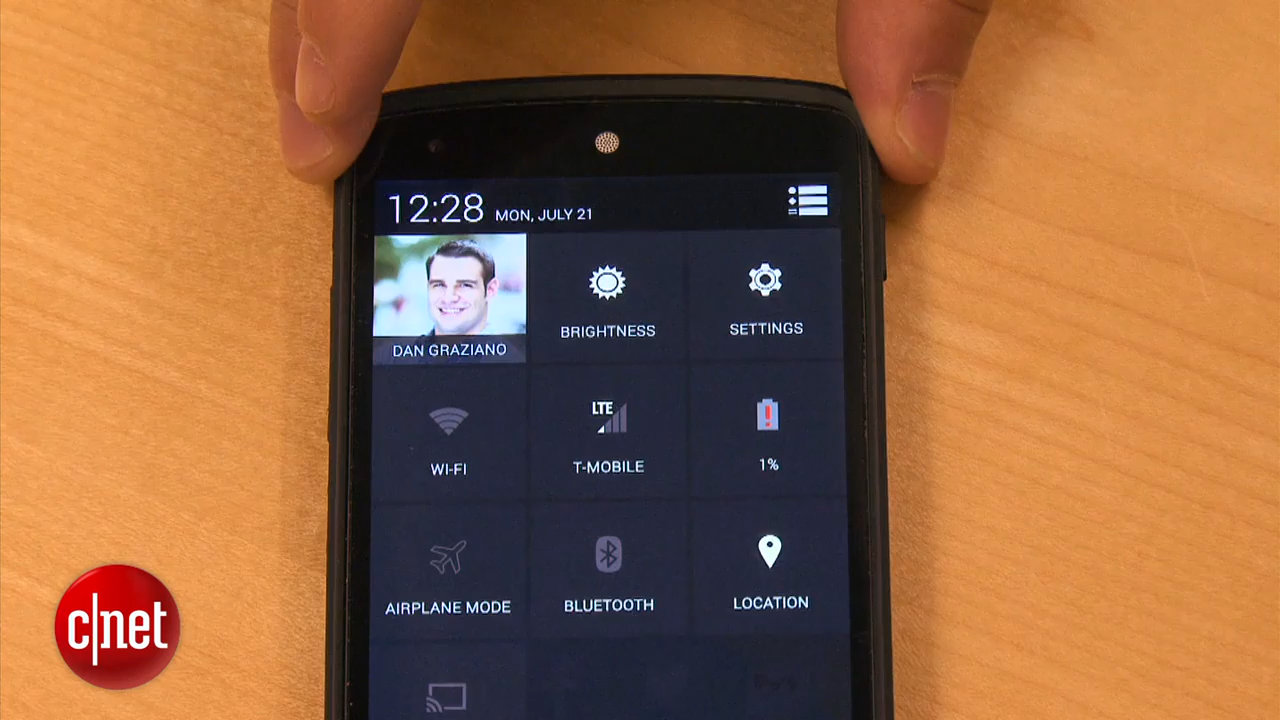 12:28 MON, JULY 21
DAN GRAZIANO
BRIGHTNESS
SETTINGS
WI-FI
LTE
T-MOBILE
1%
AIRPLANE MODE
BLUETOOTH
LOCATION
c|net